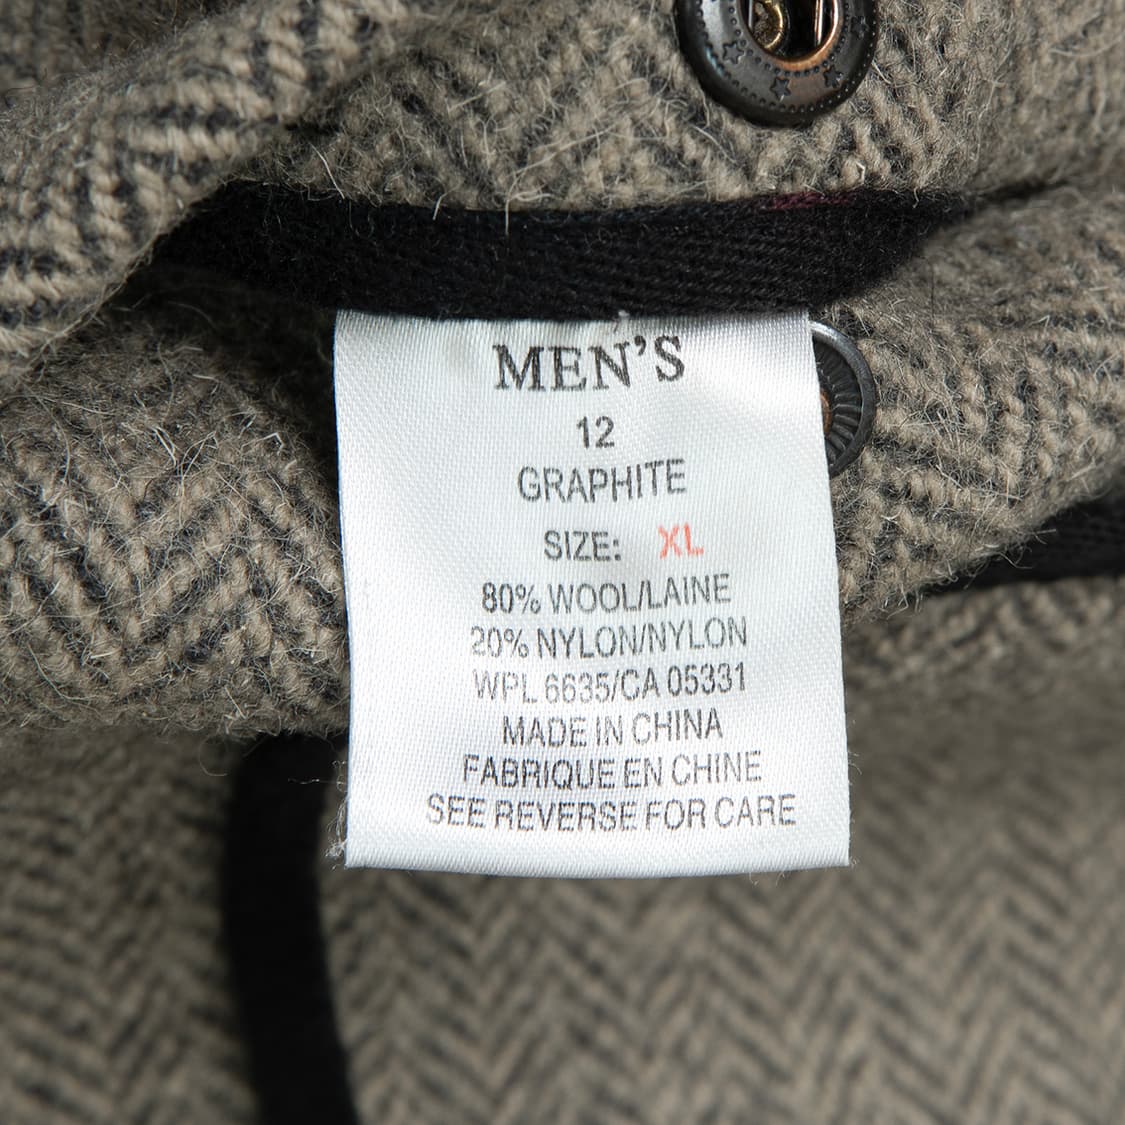 MEN'S
12
GRAPHITE
SIZE: XL
80% WOOL/LAINE
20% NYLON/NYLON
WPL 6635/CA 05331
MADE IN CHINA
FABRIQUE EN CHINE
SEE REVERSE FOR CARE